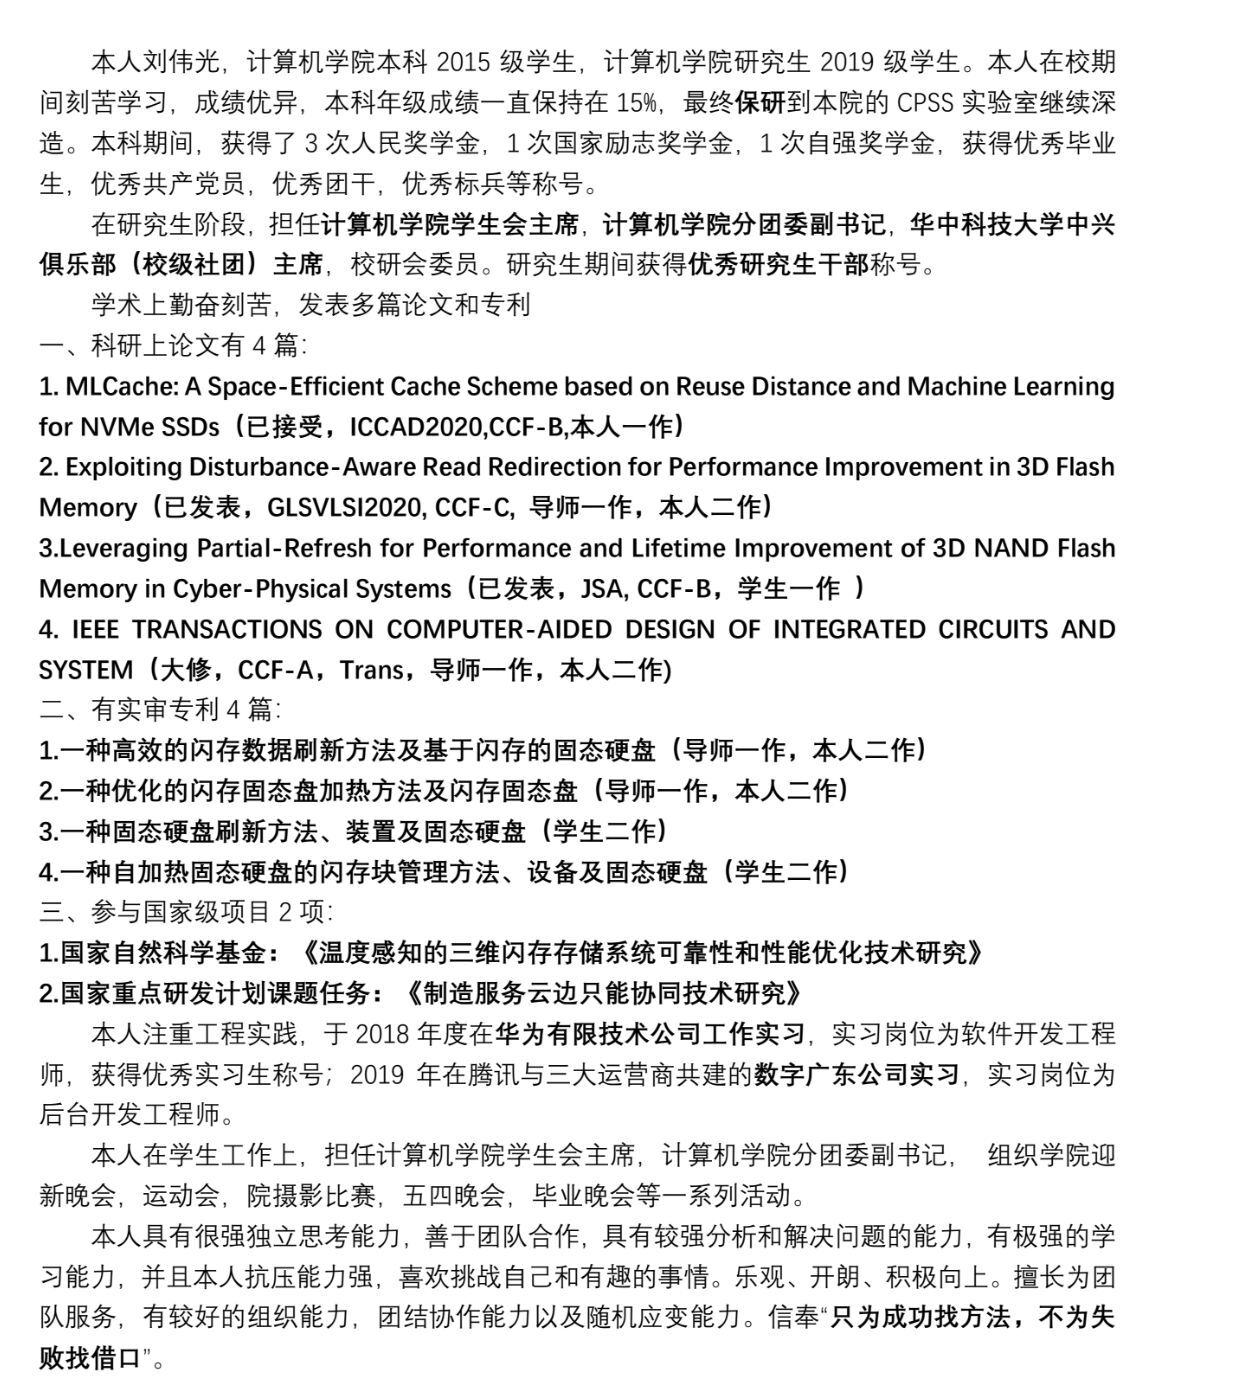 本人刘伟光，计算机学院本科 2015 级学生，计算机学院研究生 2019 级学生。本人在校期
间刻苦学习，成绩优异，本科年级成绩一直保持在 15%，最终保研到本院的 CPSS 实验室继续深
造。本科期间，获得了 3 次人民奖学金，1 次国家励志奖学金，1 次自强奖学金，获得优秀毕业
生，优秀共产党员，优秀团干，优秀标兵等称号。
在研究生阶段，担任计算机学院学生会主席，计算机学院分团委副书记，华中科技大学中兴
俱乐部（校级社团）主席，校研会委员。研究生期间获得优秀研究生干部称号。
学术上勤奋刻苦，发表多篇论文和专利
一、科研上论文有 4 篇：
1. MLCache: A Space-Efficient Cache Scheme based on Reuse Distance and Machine Learning
for NVMe SSDs（已接受，ICCAD2020,CCF-B,本人一作）
2. Exploiting Disturbance-Aware Read Redirection for Performance Improvement in 3D Flash
Memory（已发表，GLSVLSI2020, CCF-C, 导师一作，本人二作）
3.Leveraging Partial-Refresh for Performance and Lifetime Improvement of 3D NAND Flash
Memory in Cyber-Physical Systems（已发表，JSA, CCF-B，学生一作 ）
4. IEEE TRANSACTIONS ON COMPUTER-AIDED DESIGN OF INTEGRATED CIRCUITS AND
SYSTEM（大修，CCF-A，Trans，导师一作，本人二作)
二、有实审专利 4 篇：
1.一种高效的闪存数据刷新方法及基于闪存的固态硬盘（导师一作，本人二作）
2.一种优化的闪存固态盘加热方法及闪存固态盘（导师一作，本人二作）
3.一种固态硬盘刷新方法、装置及固态硬盘（学生二作）
4.一种自加热固态硬盘的闪存块管理方法、设备及固态硬盘（学生二作）
三、参与国家级项目 2 项：
1.国家自然科学基金：《温度感知的三维闪存存储系统可靠性和性能优化技术研究》
2.国家重点研发计划课题任务：《制造服务云边只能协同技术研究》
本人注重工程实践，于 2018 年度在华为有限技术公司工作实习，实习岗位为软件开发工程
师，获得优秀实习生称号；2019 年在腾讯与三大运营商共建的数字广东公司实习，实习岗位为
后台开发工程师。
本人在学生工作上，担任计算机学院学生会主席，计算机学院分团委副书记， 组织学院迎
新晚会，运动会，院摄影比赛，五四晚会，毕业晚会等一系列活动。
本人具有很强独立思考能力，善于团队合作，具有较强分析和解决问题的能力，有极强的学
习能力，并且本人抗压能力强，喜欢挑战自己和有趣的事情。乐观、开朗、积极向上。擅长为团
队服务，有较好的组织能力，团结协作能力以及随机应变能力。信奉“只为成功找方法，不为失
败找借口”。